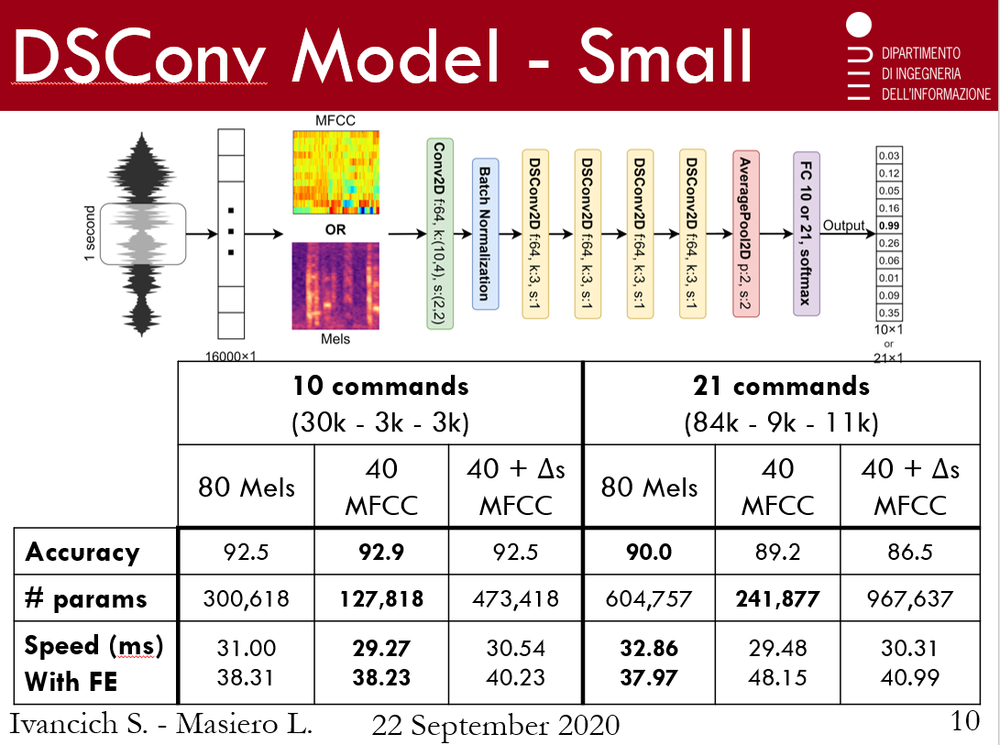 DSConv Model - Small
DIPARTIMENTO
DI INGEGNERIA
DELL'INFORMAZIONE
1 second
16000×1
MFCC
OR
Mels
Conv2D f:64, k:(10,4), s:(2,2)
Batch Normalization
DSConv2D f:64, k:3, s:1
DSConv2D f:64, k:3, s:1
DSConv2D f:64, k:3, s:1
DSConv2D f:64, k:3, s:1
AveragePool2D p:2, s:2
FC 10 or 21, softmax
Output
0.03
0.12
0.05
0.16
0.99
0.26
0.06
0.01
0.09
0.35
10×1
or
21×1
10 commands 21 commands
(30k - 3k - 3k) (84k - 9k - 11k)
80 Mels 40 MFCC 40 + Δs MFCC 80 Mels 40 MFCC 40 + Δs MFCC
Accuracy 92.5 92.9 92.5 90.0 89.2 86.5
# params 300,618 127,818 473,418 604,757 241,877 967,637
Speed (ms) 31.00 29.27 30.54 32.86 29.48 30.31
With FE 38.31 38.23 40.23 37.97 48.15 40.99
Ivancich S. - Masiero L. 22 September 2020 10